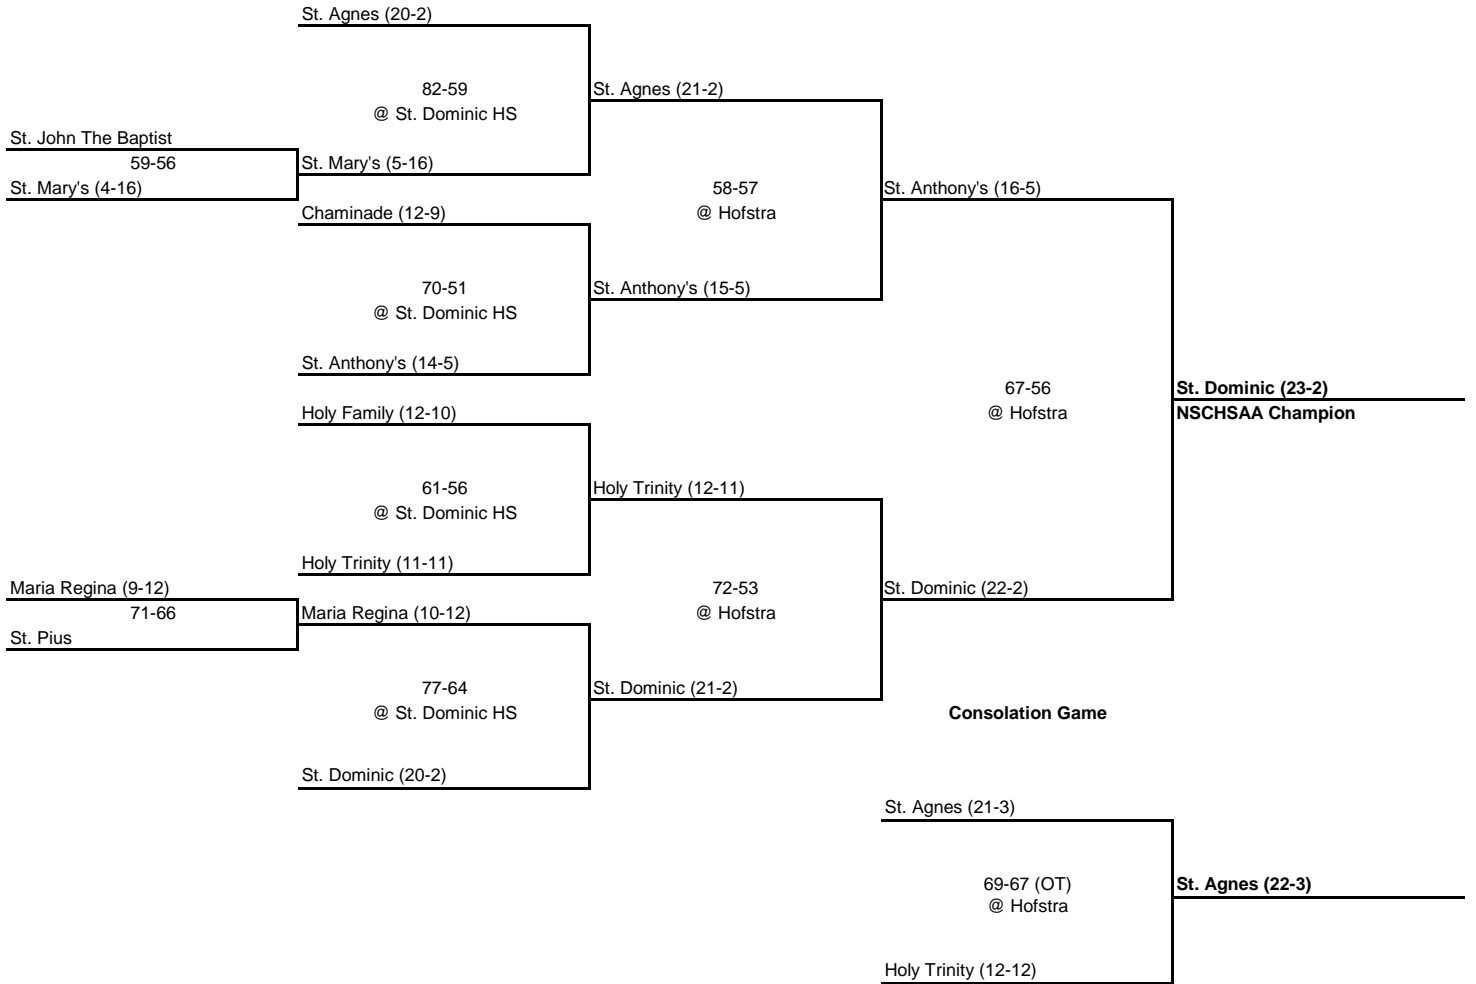 St. Agnes (20-2)
82-59
@ St. Dominic HS
St. Agnes (21-2)
St. John The Baptist
59-56
St. Mary's (4-16)
St. Mary's (5-16)
58-57
@ Hofstra
St. Anthony's (16-5)
Chaminade (12-9)
70-51
@ St. Dominic HS
St. Anthony's (15-5)
St. Anthony's (14-5)
67-56
@ Hofstra
St. Dominic (23-2)
NSCHSAA Champion
Holy Family (12-10)
61-56
@ St. Dominic HS
Holy Trinity (12-11)
Holy Trinity (11-11)
Maria Regina (9-12)
71-66
St. Pius
Maria Regina (10-12)
72-53
@ Hofstra
St. Dominic (22-2)
77-64
@ St. Dominic HS
St. Dominic (21-2)
St. Dominic (20-2)
Consolation Game
St. Agnes (21-3)
69-67 (OT)
@ Hofstra
St. Agnes (22-3)
Holy Trinity (12-12)